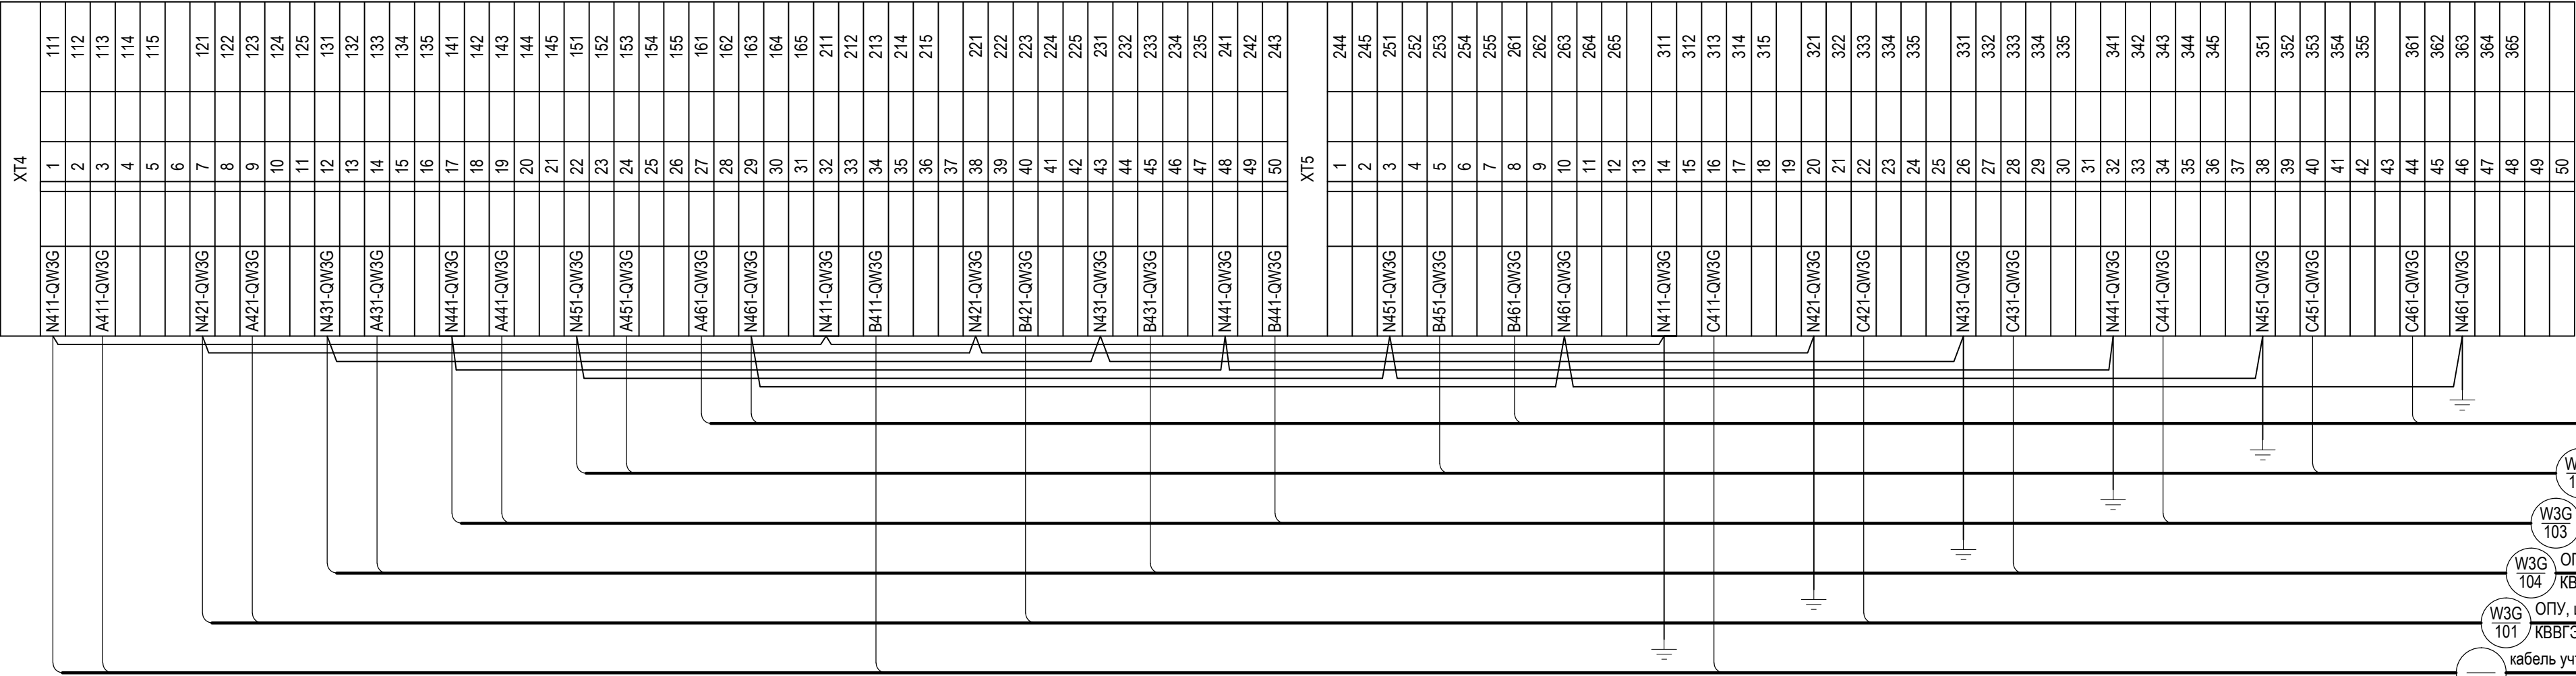 XT4
111 112 113 114 115 121 122 123 124 125 131 132 133 134 135 141 142 143 144 145 151 152 153 154 155 161 162 163 164 165 211 212 213 214 215 221 222 223 224 225 231 232 233 234 235 241 242 243
1 2 3 4 5 6 7 8 9 10 11 12 13 14 15 16 17 18 19 20 21 22 23 24 25 26 27 28 29 30 31 32 33 34 35 36 37 38 39 40 41 42 43 44 45 46 47 48 49 50
N411-QW3G A411-QW3G N421-QW3G A421-QW3G N431-QW3G A431-QW3G N441-QW3G A441-QW3G N451-QW3G A451-QW3G A461-QW3G N461-QW3G N411-QW3G B411-QW3G N421-QW3G B421-QW3G N431-QW3G B431-QW3G N441-QW3G B441-QW3G
XT5
244 245 251 252 253 254 255 261 262 263 264 265 311 312 313 314 315 321 322 333 334 335 331 332 333 334 335 341 342 343 344 345 351 352 353 354 355 361 362 363 364 365
1 2 3 4 5 6 7 8 9 10 11 12 13 14 15 16 17 18 19 20 21 22 23 24 25 26 27 28 29 30 31 32 33 34 35 36 37 38 39 40 41 42 43 44 45 46 47 48 49 50
N451-QW3G B451-QW3G B461-QW3G N461-QW3G N411-QW3G C411-QW3G N421-QW3G C421-QW3G N431-QW3G C431-QW3G N441-QW3G C441-QW3G N451-QW3G C451-QW3G C461-QW3G N461-QW3G
W3G
103
W3G
104
W3G
101
ОПУ,
КВВГЭ
кабель